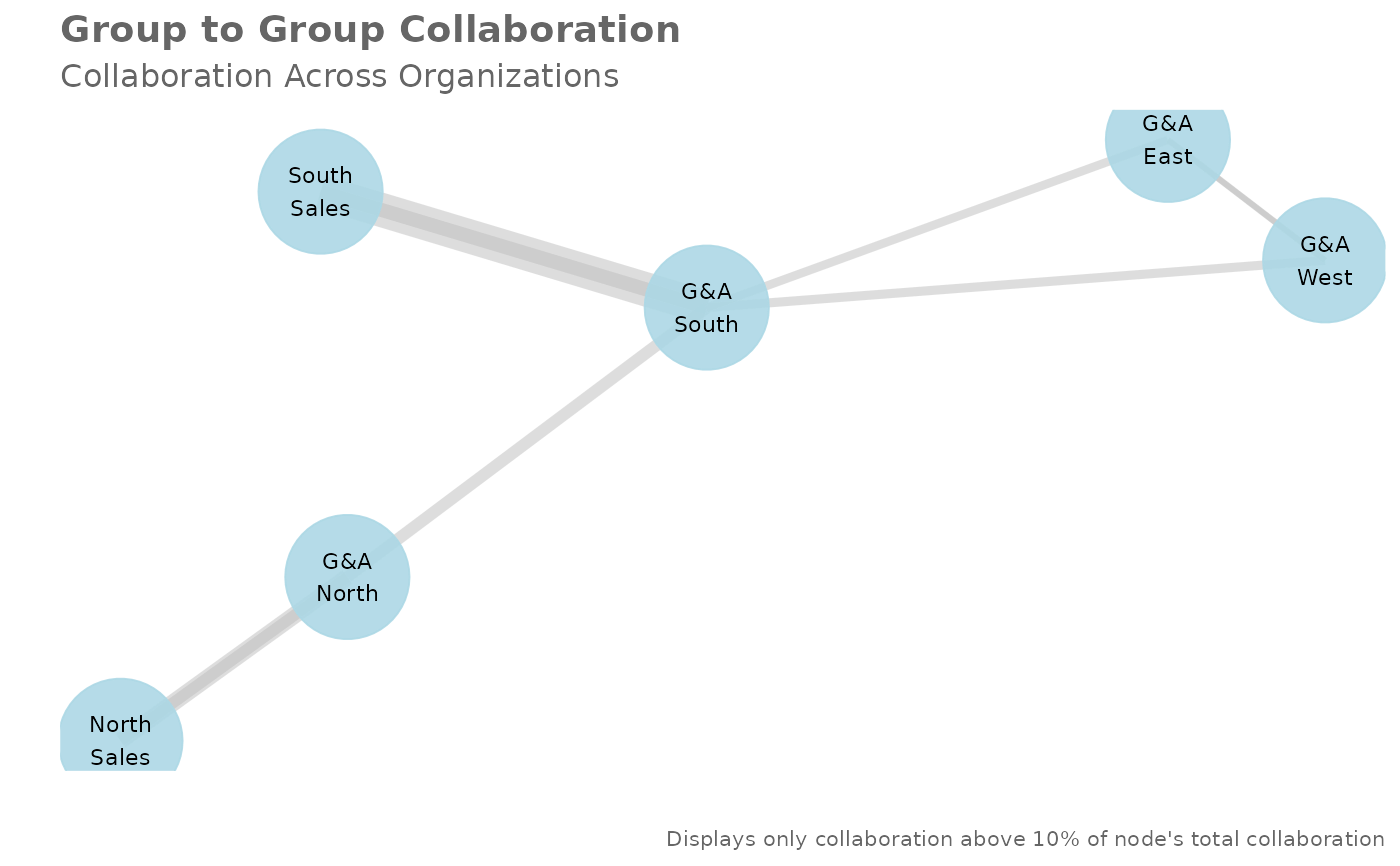 Group to Group Collaboration
Collaboration Across Organizations
G&A
East
South
Sales
G&A
West
G&A
South
G&A
North
North
Sales
Displays only collaboration above 10% of node's total collaboration